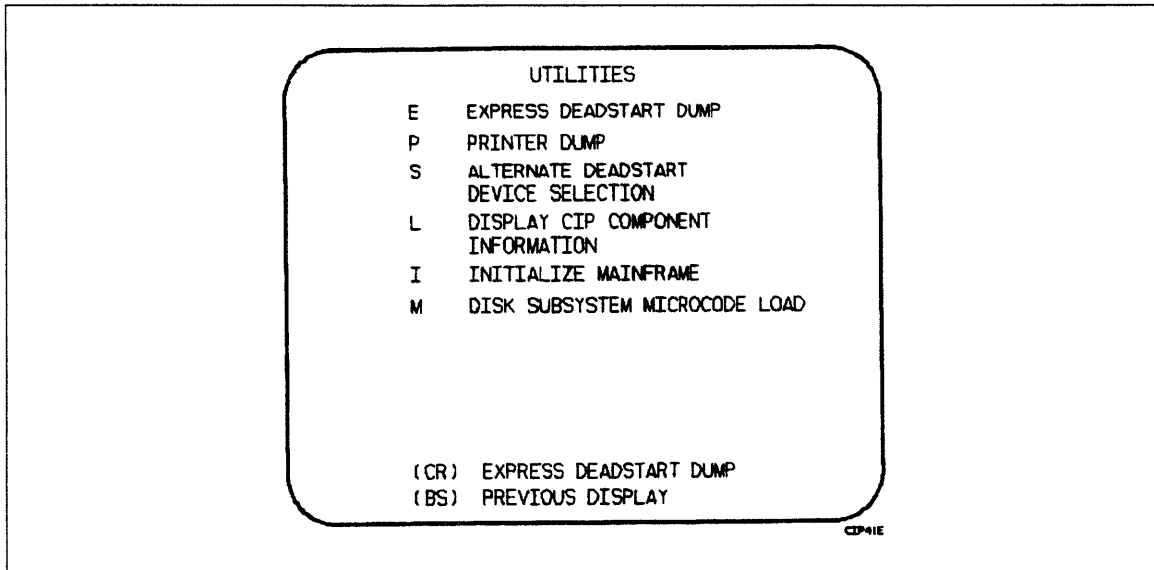 UTILITIES
E EXPRESS DEADSTART DUMP
P PRINTER DUMP
S ALTERNATE DEADSTART
DEVICE SELECTION
L DISPLAY CIP COMPONENT
INFORMATION
I INITIALIZE MAINFRAME
M DISK SUBSYSTEM MICROCODE LOAD
(CR) EXPRESS DEADSTART DUMP
(BS) PREVIOUS DISPLAY
CIP41E